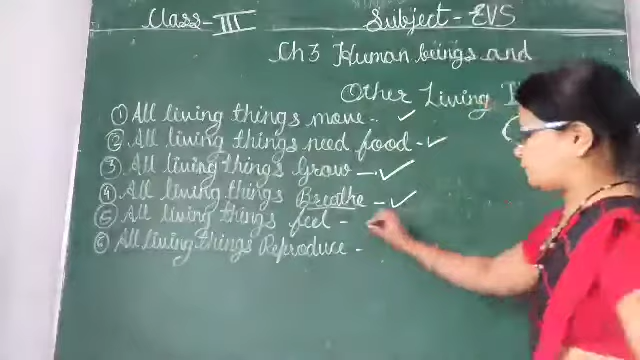 Class-III Subject-EVS
Ch3 Human beings and
Other Living
① All living things move. ✓
② All living things need food - ✓
③ All living things Grow - ✓
④ All living things Breathe - ✓
⑤ All living things feel -
⑥ All living things Reproduce -